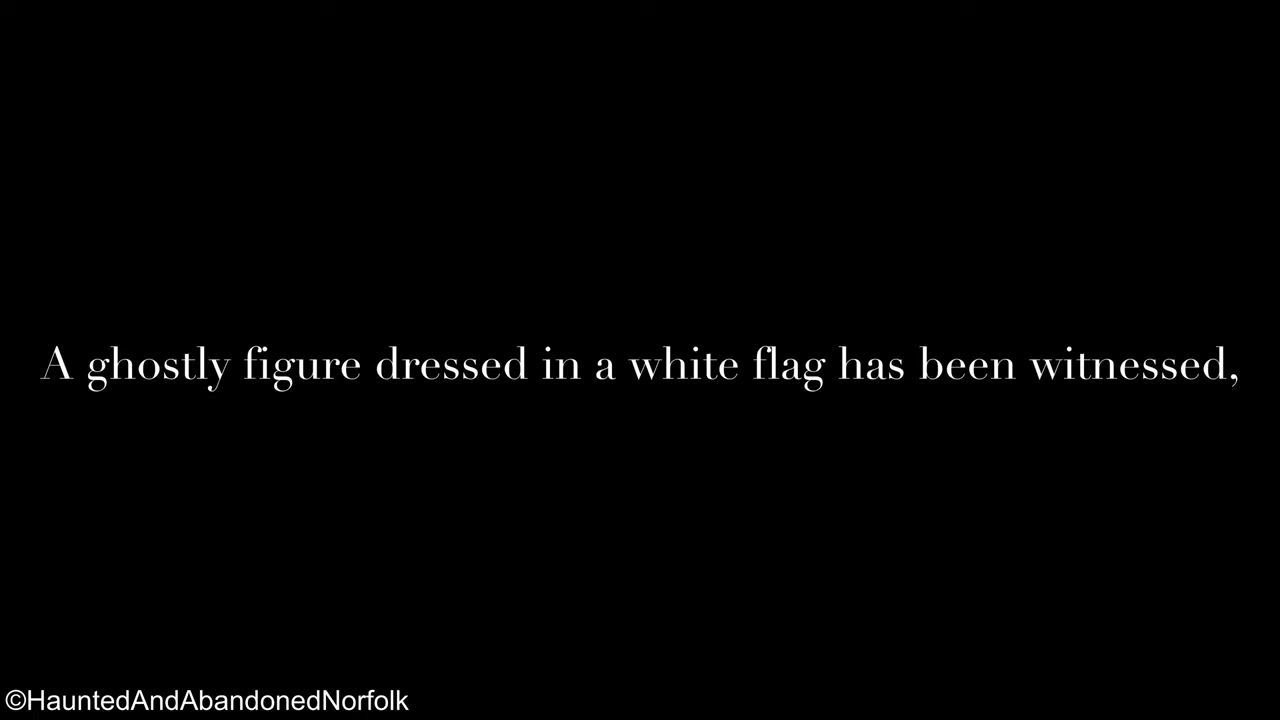 A ghostly figure dressed in a white flag has been witnessed,
©HauntedAndAbandonedNorfolk